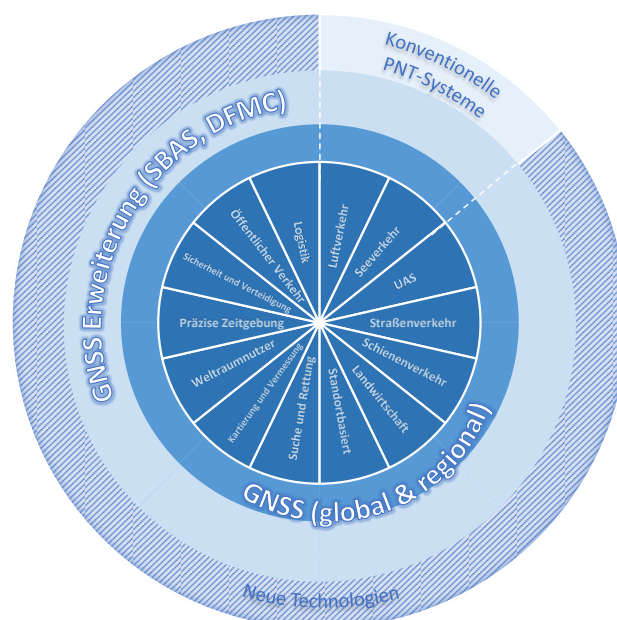 Konventionelle
PNT-Systeme
GNSS Erweiterung (SBAS, DFMC)
Luftverkehr
Seeverkehr
UAS
Straßenverkehr
Schienenverkehr
Landwirtschaft
Standortbasiert
Suche und Rettung
Kartierung und Vermessung
Weltraumnutzer
Präzise Zeitgebung
Sicherheit und Verteidigung
Öffentlicher Verkehr
Logistik
GNSS (global & regional)
Neue Technologien